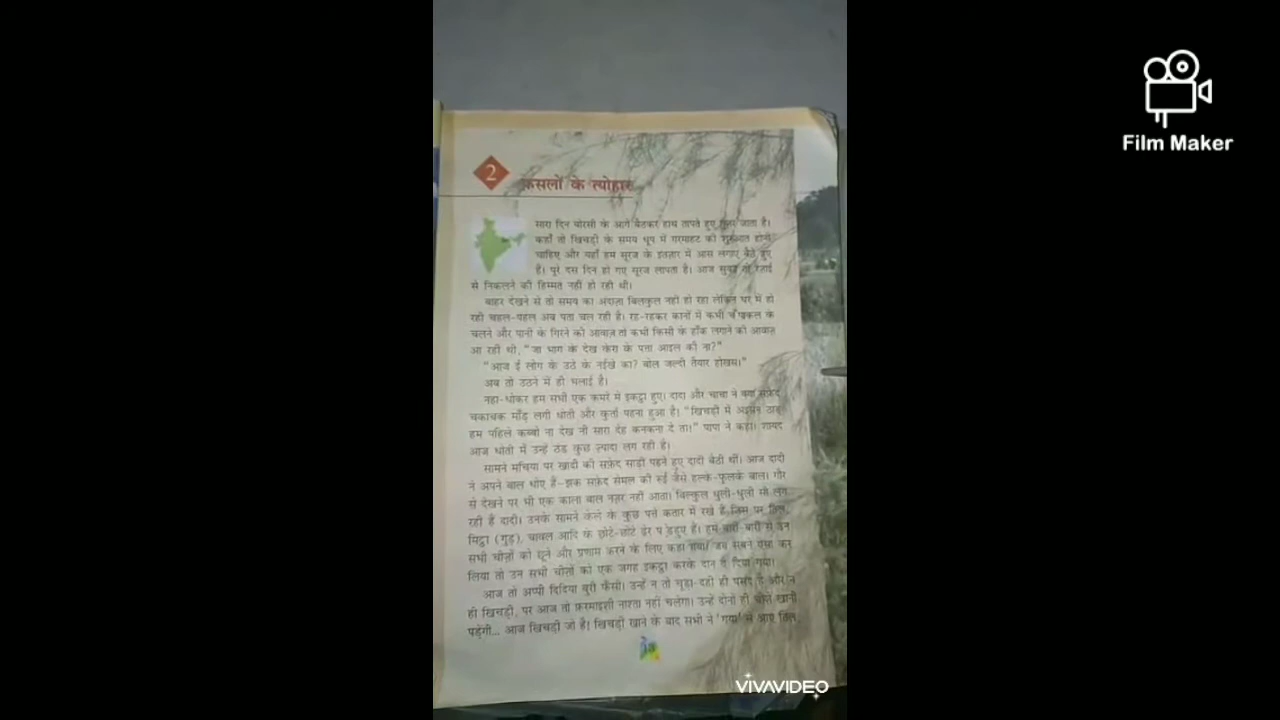 Film Maker
2
फसलों के त्योहार
सारा दिन बोरसी के आगे बैठकर हाथ तापते हुए गुज़र जाता है।
कहाँ तो खिचड़ी के समय धूप में गरमाहट की शुरुआत होनी
चाहिए और यहाँ हम सूरज के इंतज़ार में आस लगाए बैठे हुए
हैं। पूरे दस दिन हो गए सूरज लापता है। आज सुबह तो रज़ाई
से निकलने की हिम्मत नहीं हो रही थी।
बाहर देखने से तो समय का अंदाज़ा बिलकुल नहीं हो रहा लेकिन घर में हो
रही चहल-पहल अब पता चल रही है। रह-रहकर कानों में कभी चाँपाकल के
चलने और पानी के गिरने की आवाज़ तो कभी किसी के हाँक लगाने की आवाज़
आ रही थी, "जा भाग के देख केरा के पत्ता आइल की ना?"
"आज ई लोग के उठे के नईखे का? बोल जल्दी तैयार होखस।"
अब तो उठने में ही भलाई है।
नहा-धोकर हम सभी एक कमरे में इकट्ठा हुए। दादा और चाचा ने क्या सफ़ेद
चकाचक माँड़ लगी धोती और कुर्ता पहना हुआ है! "खिचड़ी में अइसन ठाड़
हम पहिले कब्बो ना देख नी सारा देह कनकना दे ता।" पापा ने कहा। शायद
आज धोती में उन्हें ठंड कुछ ज़्यादा लग रही है।
सामने मचिया पर खादी की सफ़ेद साड़ी पहने हुए दादी बैठी थीं। आज दादी
ने अपने बाल धोए हैं–झक सफ़ेद सेमल की रुई जैसे हल्के-फुलके बाल। गौर
से देखने पर भी एक काला बाल नज़र नहीं आता। बिल्कुल धुली-धुली सी लग
रही हैं दादी। उनके सामने केले के कुछ पत्ते कतार में रखे हैं जिस पर तिल,
मिट्ठा (गुड़), चावल आदि के छोटे-छोटे ढेर पड़े हुए हैं। हमें बारी-बारी से उन
सभी चीज़ों को छूने और प्रणाम करने के लिए कहा गया। जब सबने ऐसा कर
लिया तो उन सभी चीज़ों को एक जगह इकट्ठा करके दान दे दिया गया।
आज तो अप्पी दिदिया बुरी फँसी। उन्हें न तो चूड़ा-दही ही पसंद है और न
ही खिचड़ी, पर आज तो फ़रमाइशी नाश्ता नहीं चलेगा। उन्हें दोनों ही चीज़ें खानी
पड़ेंगी... आज खिचड़ी जो है! खिचड़ी खाने के बाद सभी ने 'गया' से आए तिल,
VIVAVIDEO